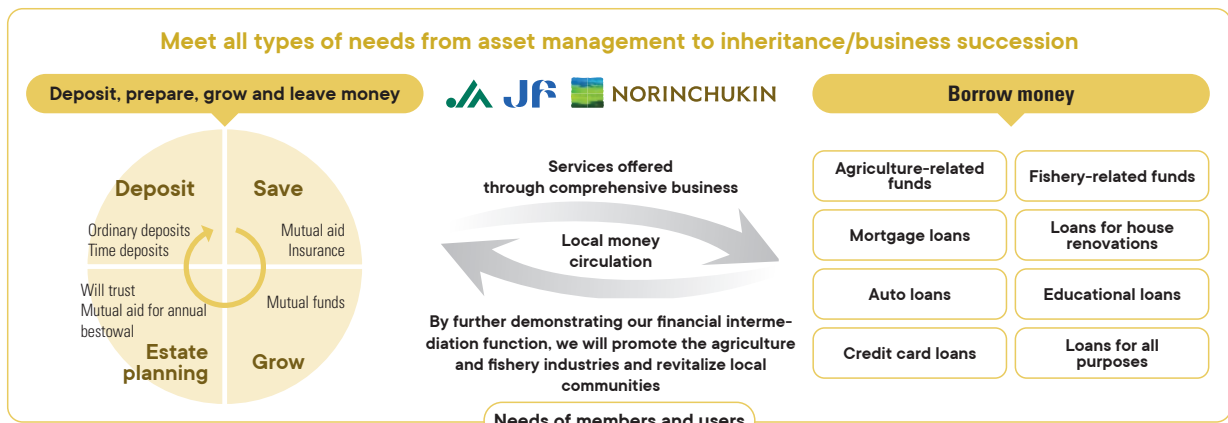 Meet all types of needs from asset management to inheritance/business succession
Deposit, prepare, grow and leave money
JA JF NORINCHUKIN
Borrow money
Deposit
Ordinary deposits
Time deposits
Save
Mutual aid
Insurance
Will trust
Mutual aid for annual
bestowal
Estate
planning
Mutual funds
Grow
Services offered
through comprehensive business
Local money
circulation
By further demonstrating our financial interme-
diation function, we will promote the agriculture
and fishery industries and revitalize local
communities
Agriculture-related
funds
Fishery-related funds
Mortgage loans
Loans for house
renovations
Auto loans
Educational loans
Credit card loans
Loans for all
purposes
Needs of members and users